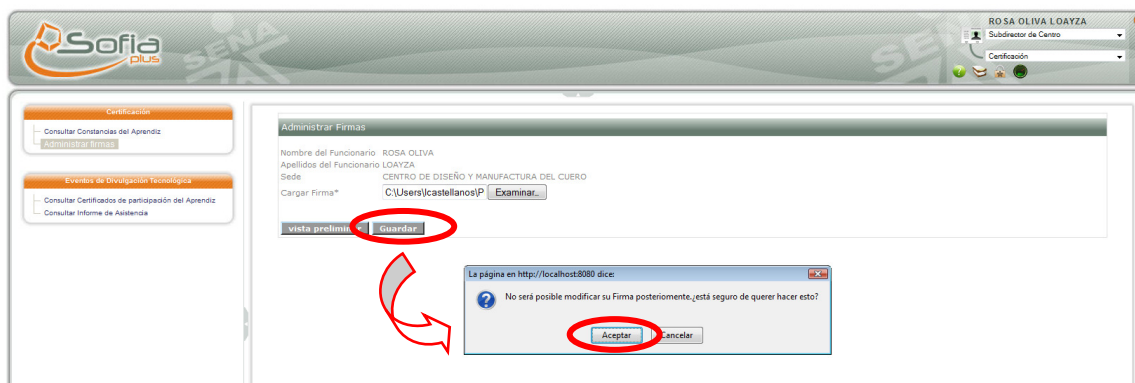 Sofia
plus
SENA
SENA
ROSA OLIVA LOAYZA
Subdirector de Centro
Certificación
Certificación
Consultar Constancias del Aprendiz
Administrar firmas
Eventos de Divulgación Tecnológica
Consultar Certificados de participación del Aprendiz
Consultar Informe de Asistencia
Administrar Firmas
Nombre del Funcionario ROSA OLIVA
Apellidos del Funcionario LOAYZA
Sede CENTRO DE DISEÑO Y MANUFACTURA DEL CUERO
Cargar Firma* C:\Users\lcastellanos\P Examinar..
vista preliminar Guardar
La página en http://localhost:8080 dice:
No será posible modificar su Firma posteriomente.¿está seguro de querer hacer esto?
Aceptar Cancelar